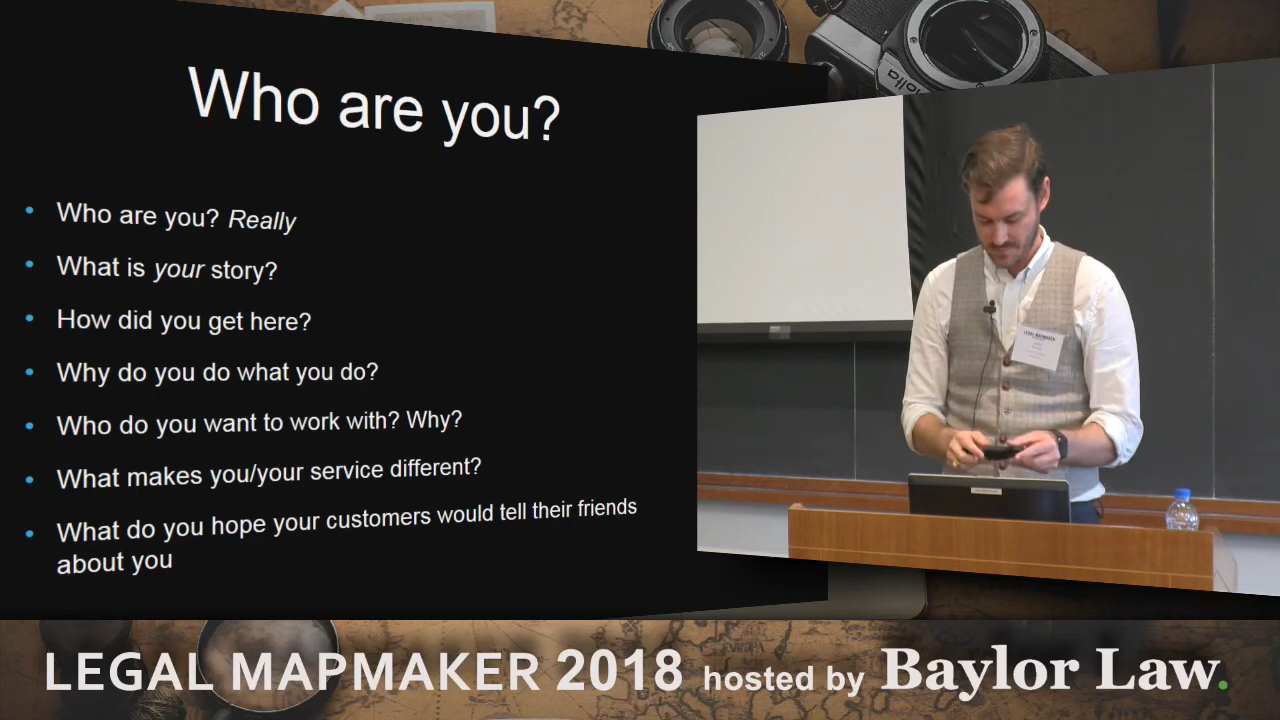 Who are you?
Who are you? Really
What is your story?
How did you get here?
Why do you do what you do?
Who do you want to work with? Why?
What makes you/your service different?
What do you hope your customers would tell their friends
about you
LEGAL MAPMAKER
LEGAL MAPMAKER 2018 hosted by Baylor Law.